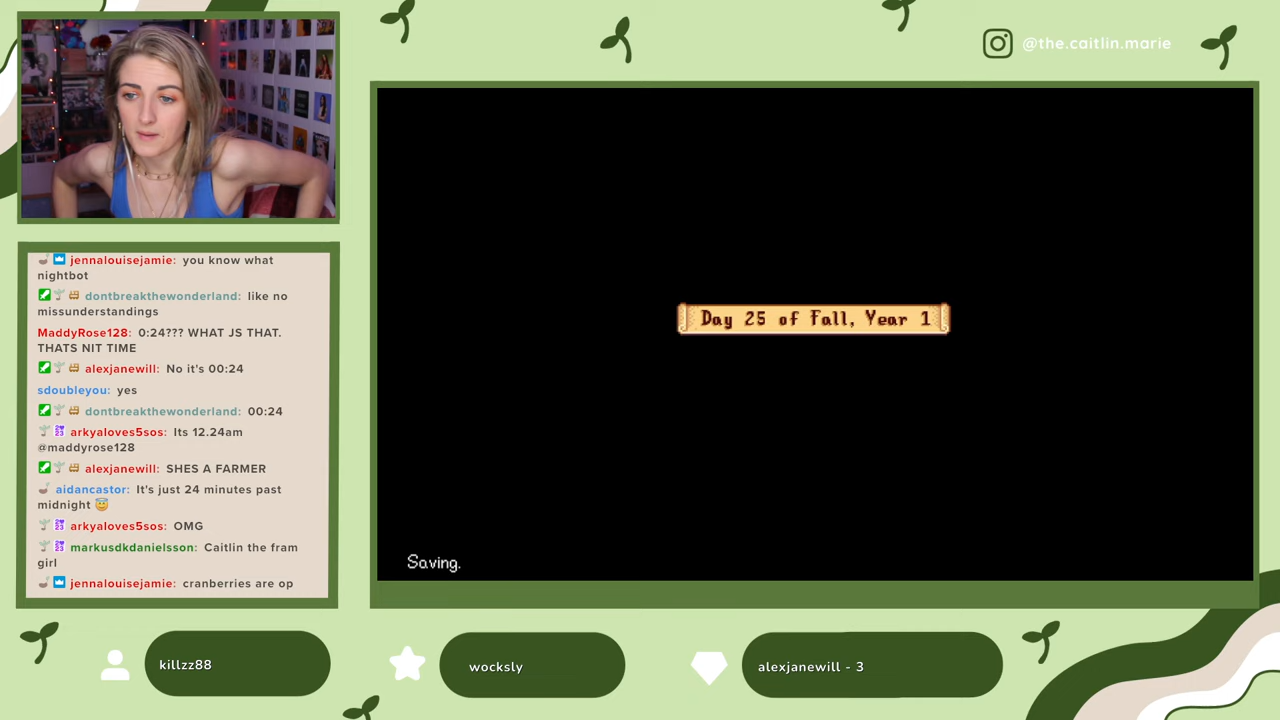 @the.caitlin.marie
jennalouisejamie: you know what
nightbot
dontbreakthewonderland: like no
missunderstandings
MaddyRose128: 0:24??? WHAT JS THAT.
THATS NIT TIME
alexjanewill: No it's 00:24
sdoubleyou: yes
dontbreakthewonderland: 00:24
arkyaloves5sos: Its 12.24am
@maddyrose128
alexjanewill: SHES A FARMER
aidancastor: It's just 24 minutes past
midnight 😇
arkyaloves5sos: OMG
markusdkdanielsson: Caitlin the fram
girl
jennalouisejamie: cranberries are op
Day 25 of Fall, Year 1
Saving.
killzz88
wocksly
alexjanewill - 3